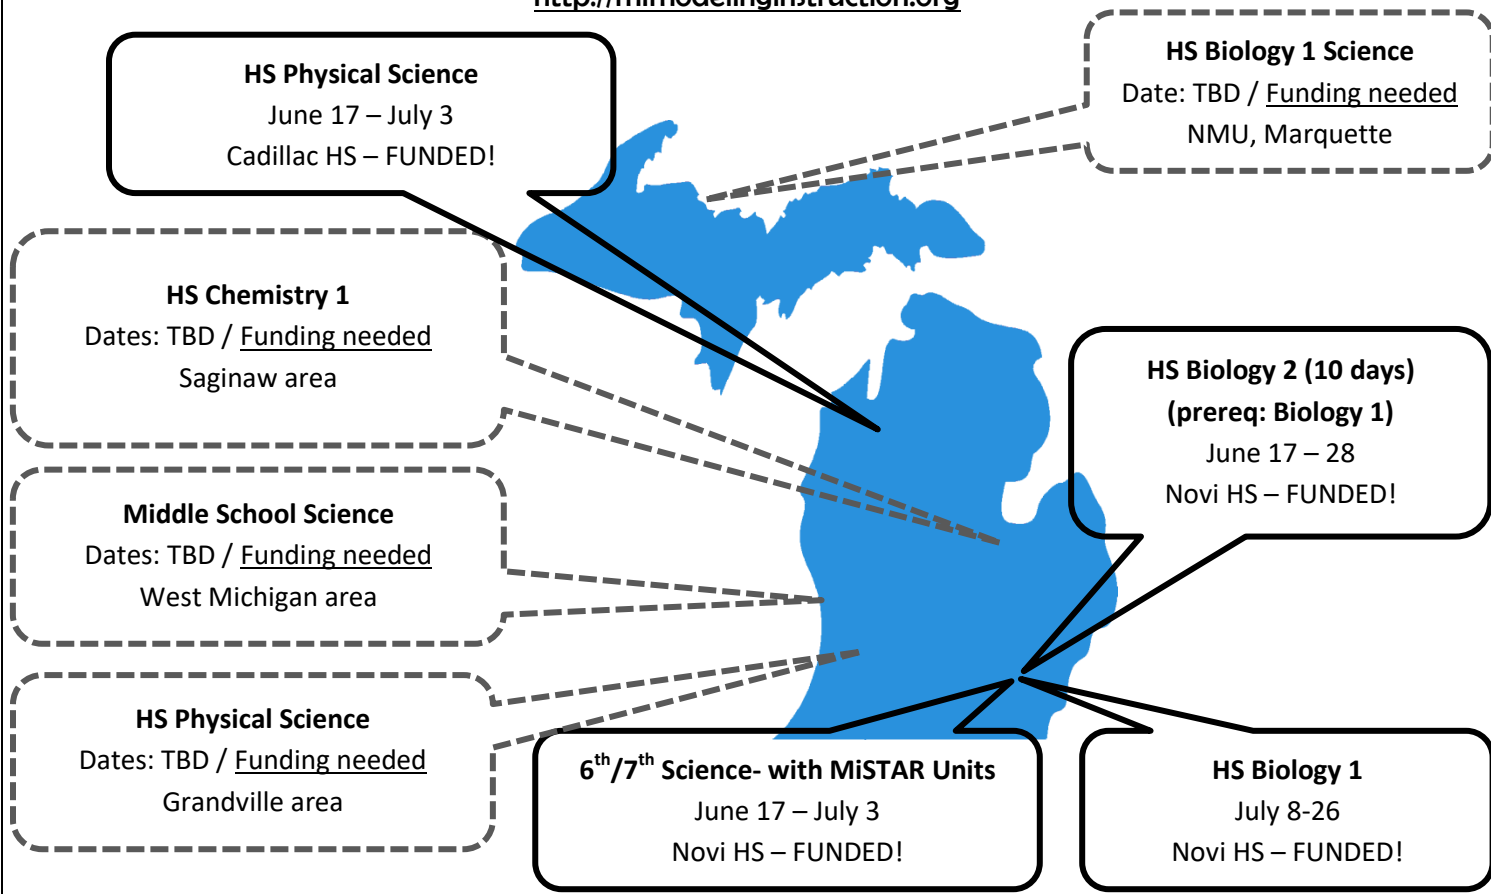 http://mimodelinginstruction.org
HS Physical Science
June 17 – July 3
Cadillac HS – FUNDED!
HS Biology 1 Science
Date: TBD / Funding needed
NMU, Marquette
HS Chemistry 1
Dates: TBD / Funding needed
Saginaw area
HS Biology 2 (10 days)
(prereq: Biology 1)
June 17 – 28
Novi HS – FUNDED!
Middle School Science
Dates: TBD / Funding needed
West Michigan area
HS Physical Science
Dates: TBD / Funding needed
Grandville area
6th/7th Science- with MiSTAR Units
June 17 – July 3
Novi HS – FUNDED!
HS Biology 1
July 8-26
Novi HS – FUNDED!